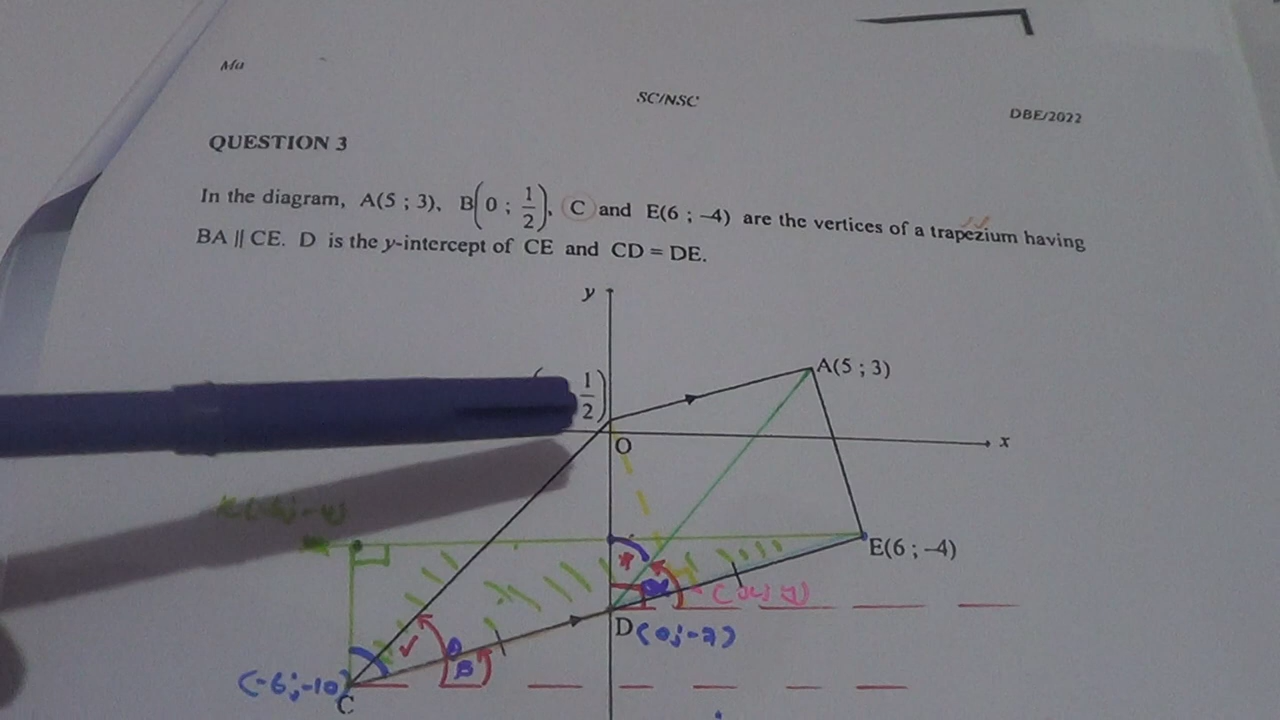 Ma
SC/NSC
DBE/2022
QUESTION 3
In the diagram, A(5 ; 3), B(0 ; 1/2), C and E(6 ; –4) are the vertices of a trapezium having
BA || CE. D is the y-intercept of CE and CD = DE.
y
A(5 ; 3)
1/2)
x
O
E(6 ; –4)
D(0;-7)
B
(-6;-10)
C